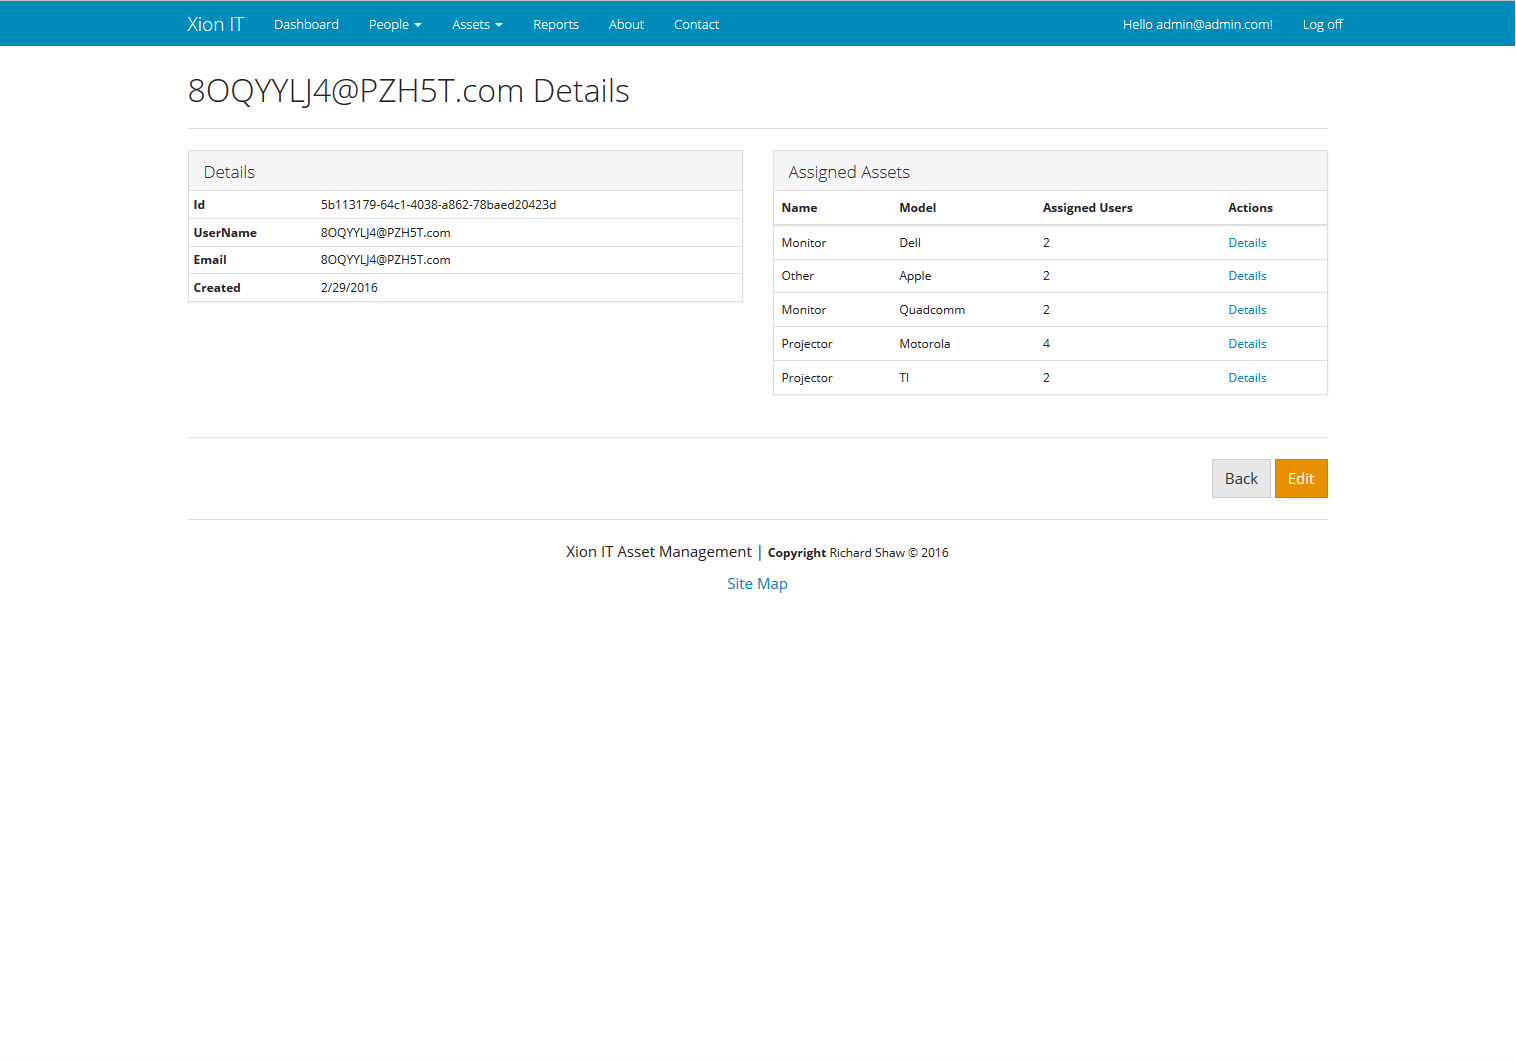 Xion IT Dashboard People Assets Reports About Contact Hello admin@admin.com! Log off
8OQYYLJ4@PZH5T.com Details
Details
Id 5b113179-64c1-4038-a862-78baed20423d
UserName 8OQYYLJ4@PZH5T.com
Email 8OQYYLJ4@PZH5T.com
Created 2/29/2016
Assigned Assets
Name Model Assigned Users Actions
Monitor Dell 2 Details
Other Apple 2 Details
Monitor Quadcomm 2 Details
Projector Motorola 4 Details
Projector TI 2 Details
Back Edit
Xion IT Asset Management | Copyright Richard Shaw © 2016
Site Map